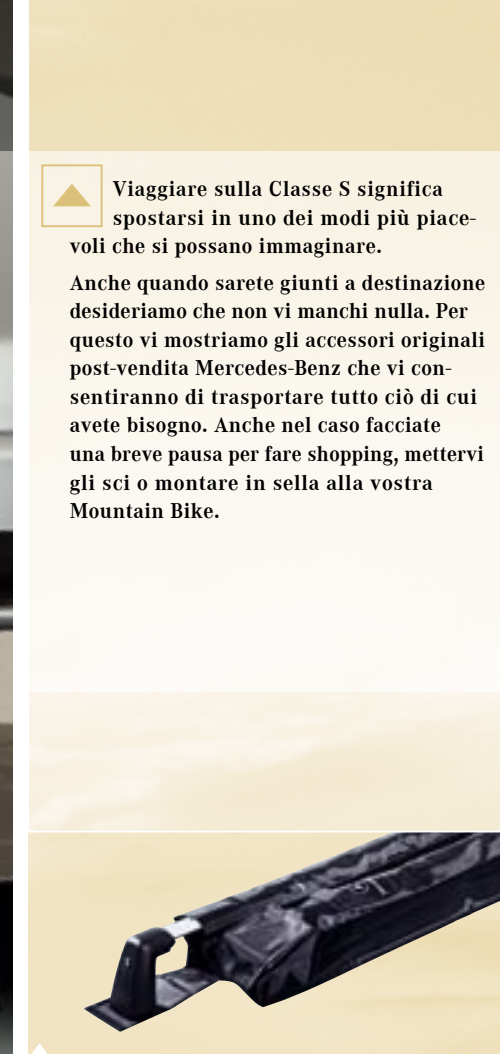 Viaggiare sulla Classe S significa
spostarsi in uno dei modi più piace-
voli che si possano immaginare.
Anche quando sarete giunti a destinazione
desideriamo che non vi manchi nulla. Per
questo vi mostriamo gli accessori originali
post-vendita Mercedes-Benz che vi con-
sentiranno di trasportare tutto ciò di cui
avete bisogno. Anche nel caso facciate
una breve pausa per fare shopping, mettervi
gli sci o montare in sella alla vostra
Mountain Bike.